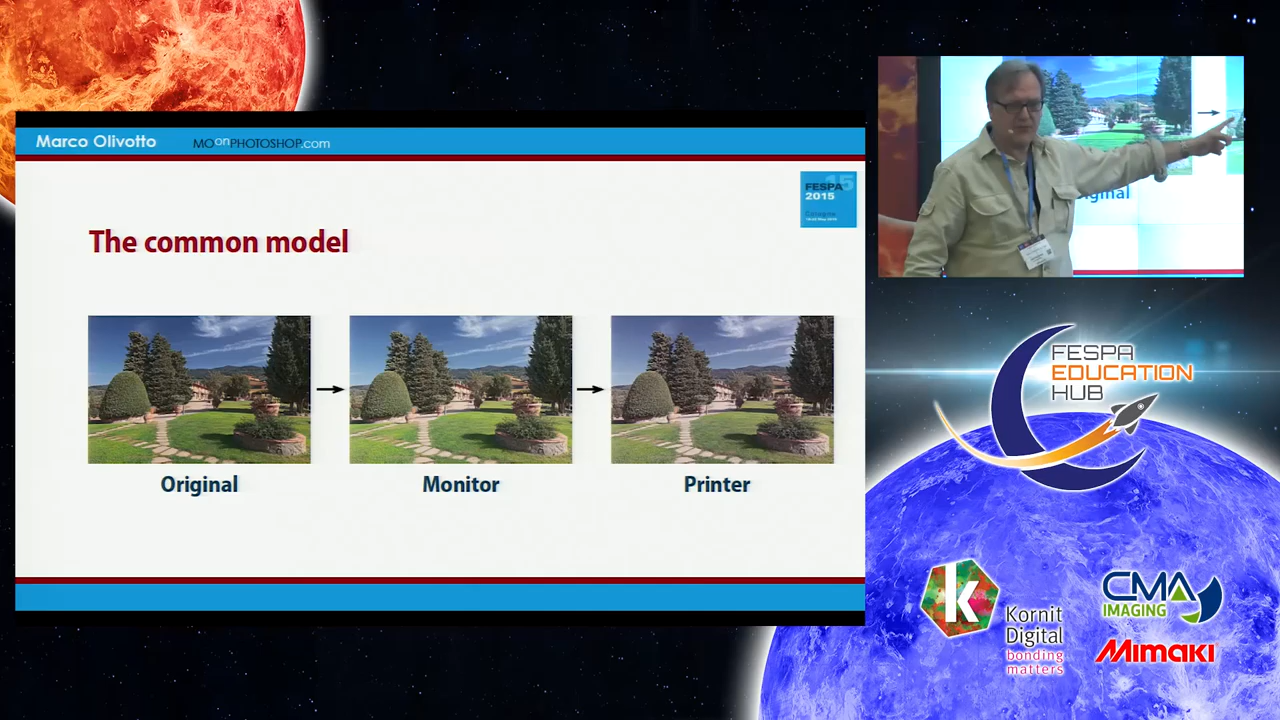 Marco Olivotto
MOonPHOTOSHOP.com
15
FESPA
2015
The common model
Original
Monitor
Printer
FESPA
EDUCATION
HUB
k
Kornit
Digital
bonding
matters
CMA
IMAGING
Mimaki